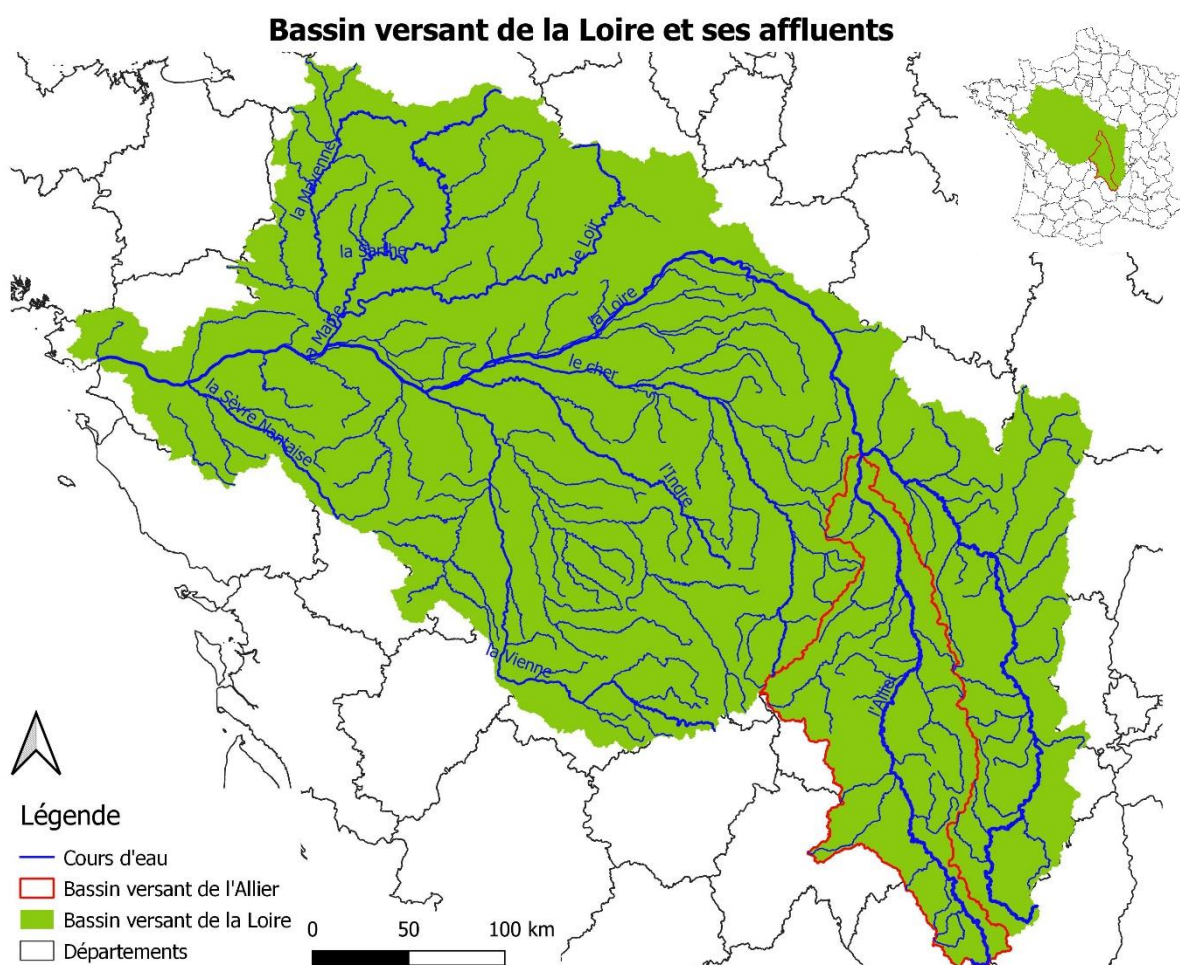 Bassin versant de la Loire et ses affluents
la Mayenne
la Sarthe
le Loir
la Maine
la Loire
le cher
la Sèvre Nantaise
l'Indre
la Vienne
l'Allier
Légende
Cours d'eau
Bassin versant de l'Allier
Bassin versant de la Loire
Départements
0 50 100 km